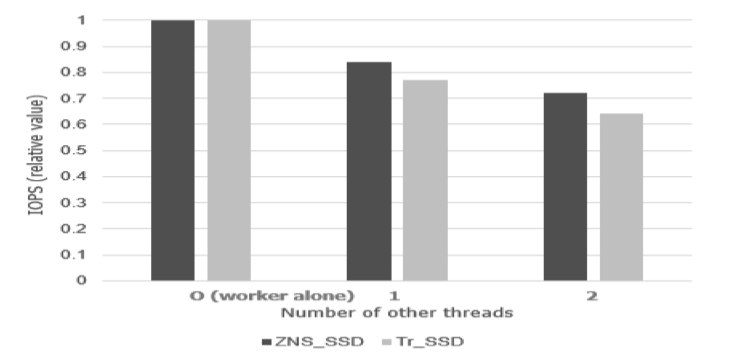 IOPS (relative value)
1
0.9
0.8
0.7
0.6
0.5
0.4
0.3
0.2
0.1
0
O (worker alone) 1 2
Number of other threads
ZNS_SSD Tr_SSD